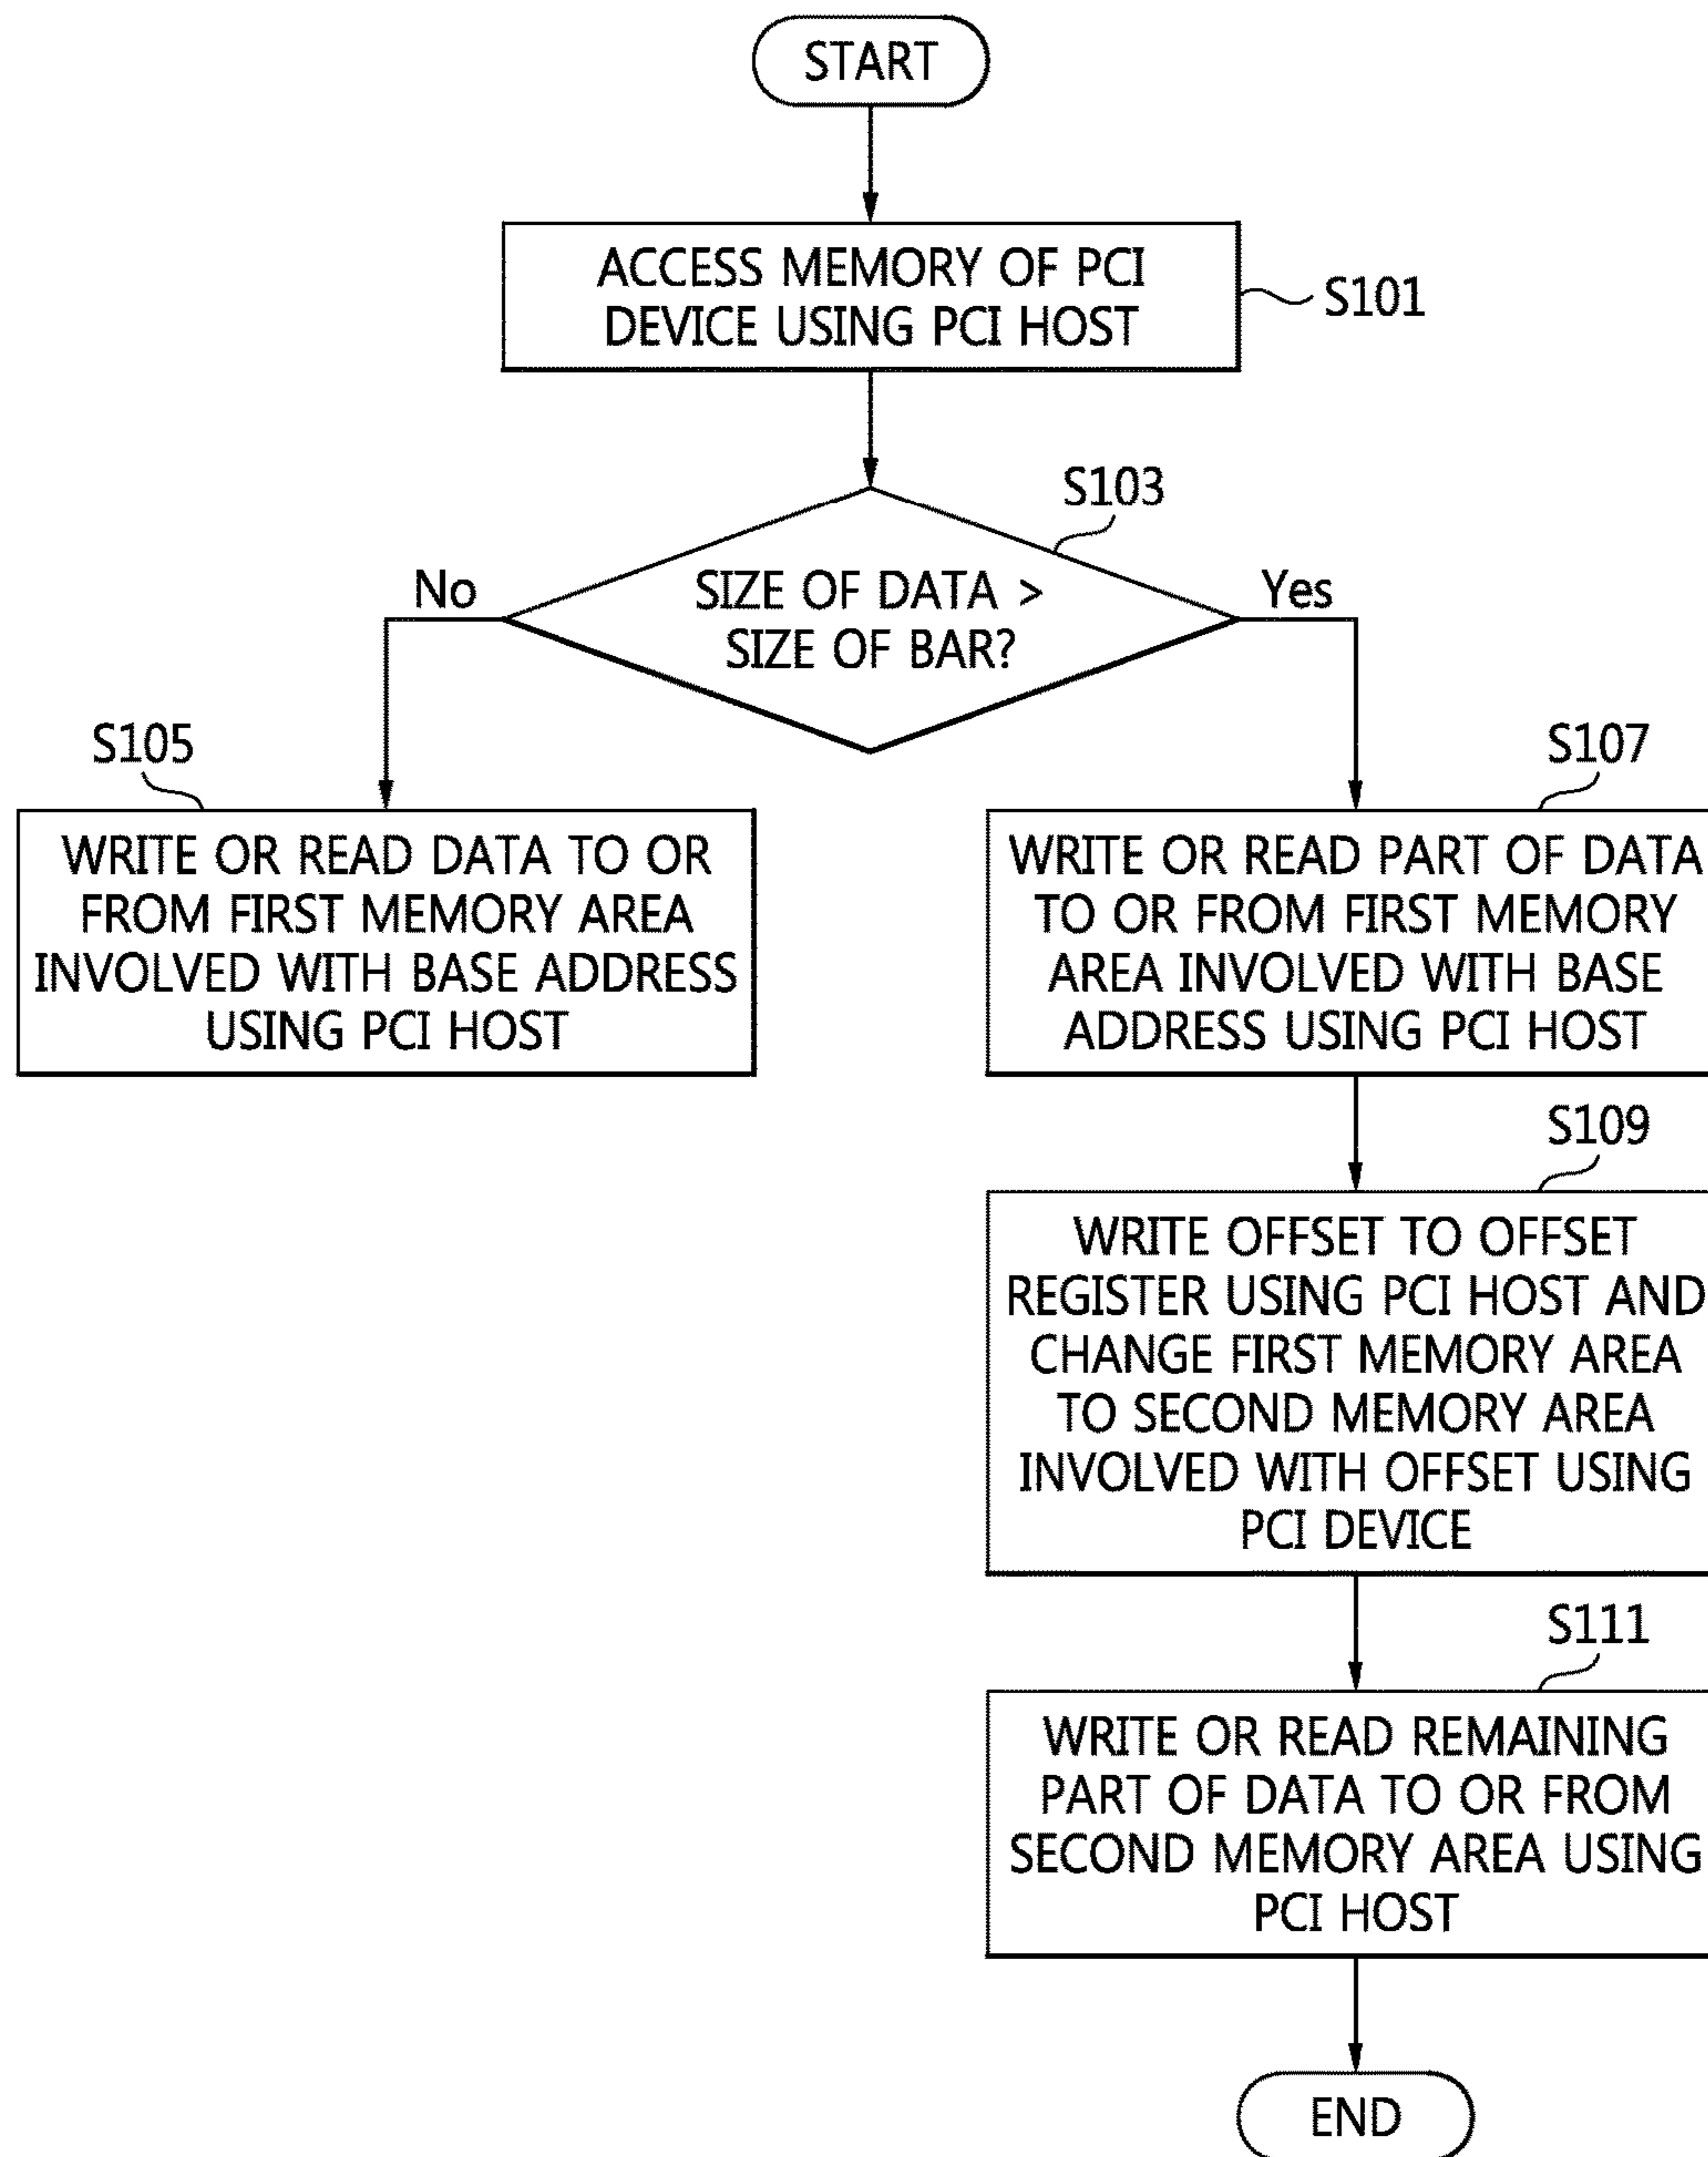 START
ACCESS MEMORY OF PCI
DEVICE USING PCI HOST
S101
S103
SIZE OF DATA >
SIZE OF BAR?
No
Yes
S105
WRITE OR READ DATA TO OR
FROM FIRST MEMORY AREA
INVOLVED WITH BASE ADDRESS
USING PCI HOST
S107
WRITE OR READ PART OF DATA
TO OR FROM FIRST MEMORY
AREA INVOLVED WITH BASE
ADDRESS USING PCI HOST
S109
WRITE OFFSET TO OFFSET
REGISTER USING PCI HOST AND
CHANGE FIRST MEMORY AREA
TO SECOND MEMORY AREA
INVOLVED WITH OFFSET USING
PCI DEVICE
S111
WRITE OR READ REMAINING
PART OF DATA TO OR FROM
SECOND MEMORY AREA USING
PCI HOST
END